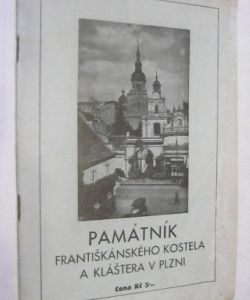 PAMÁTNÍK
FRANTIŠKÁNSKÉHO KOSTELA
A KLÁŠTERA V PLZNI
Cena Kč 5·–